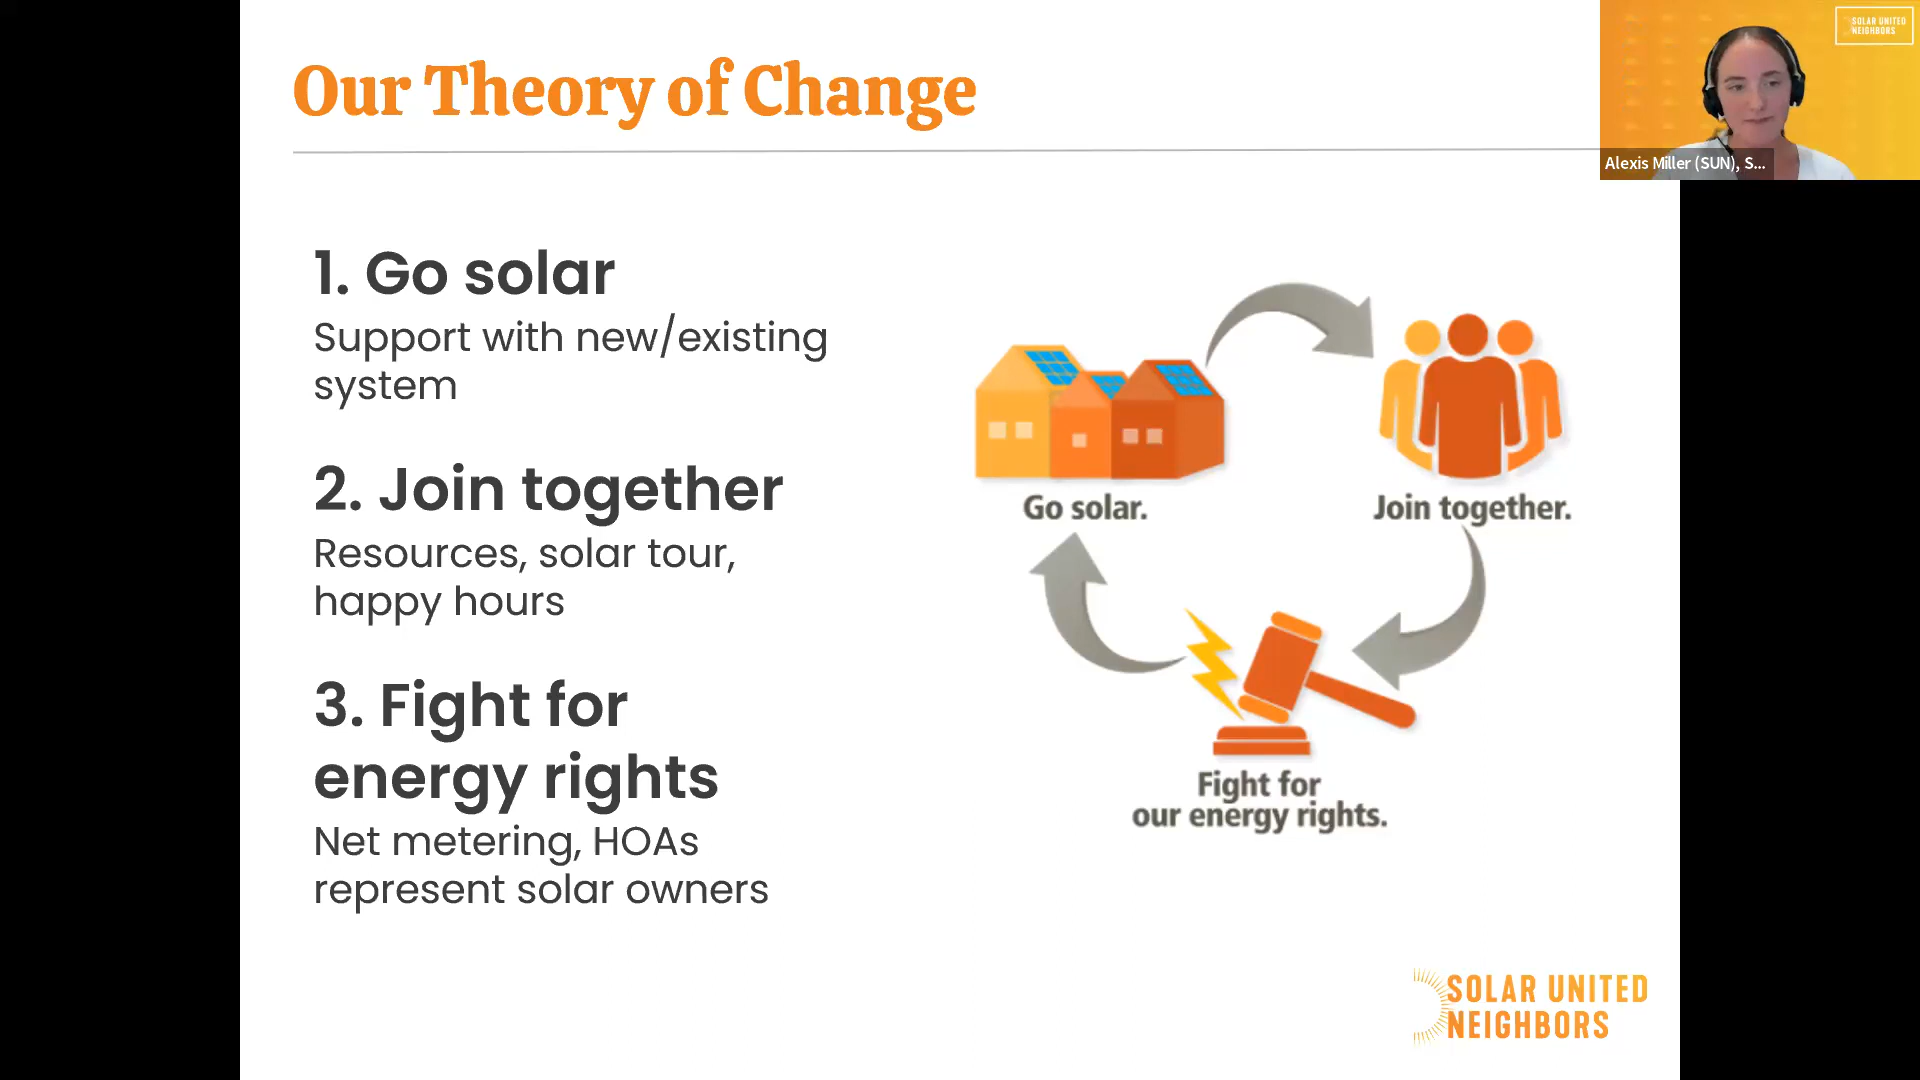 Our Theory of Change
SOLAR UNITED
NEIGHBORS
Alexis Miller (SUN), S...
1. Go solar
Support with new/existing
system
2. Join together
Resources, solar tour,
happy hours
3. Fight for
energy rights
Net metering, HOAs
represent solar owners
Go solar.
Join together.
Fight for
our energy rights.
SOLAR UNITED
NEIGHBORS